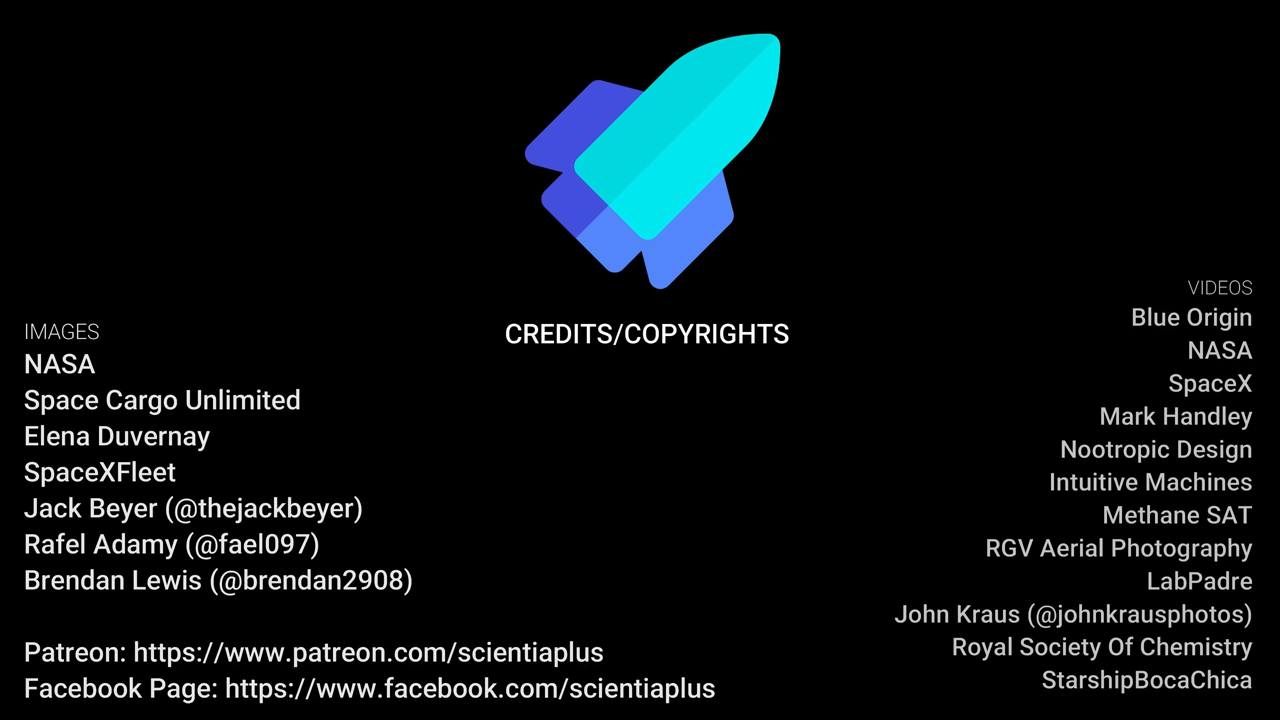 CREDITS/COPYRIGHTS
IMAGES
NASA
Space Cargo Unlimited
Elena Duvernay
SpaceXFleet
Jack Beyer (@thejackbeyer)
Rafel Adamy (@fael097)
Brendan Lewis (@brendan2908)
Patreon: https://www.patreon.com/scientiaplus
Facebook Page: https://www.facebook.com/scientiaplus
VIDEOS
Blue Origin
NASA
SpaceX
Mark Handley
Nootropic Design
Intuitive Machines
Methane SAT
RGV Aerial Photography
LabPadre
John Kraus (@johnkrausphotos)
Royal Society Of Chemistry
StarshipBocaChica